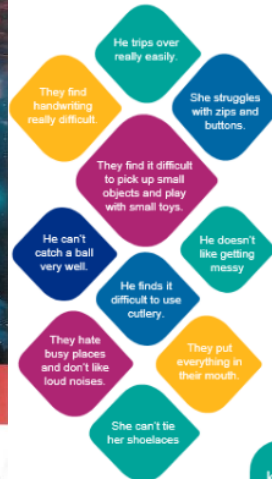 He trips over
really easily.
They find
handwriting
really difficult.
She struggles
with zips and
buttons.
They find it difficult
to pick up small
objects and play
with small toys.
He can't
catch a ball
very well.
He doesn't
like getting
messy
He finds it
difficult to use
cutlery.
They hate
busy places
and don't like
loud noises.
They put
everything in
their mouth.
She can't tie
her shoelaces